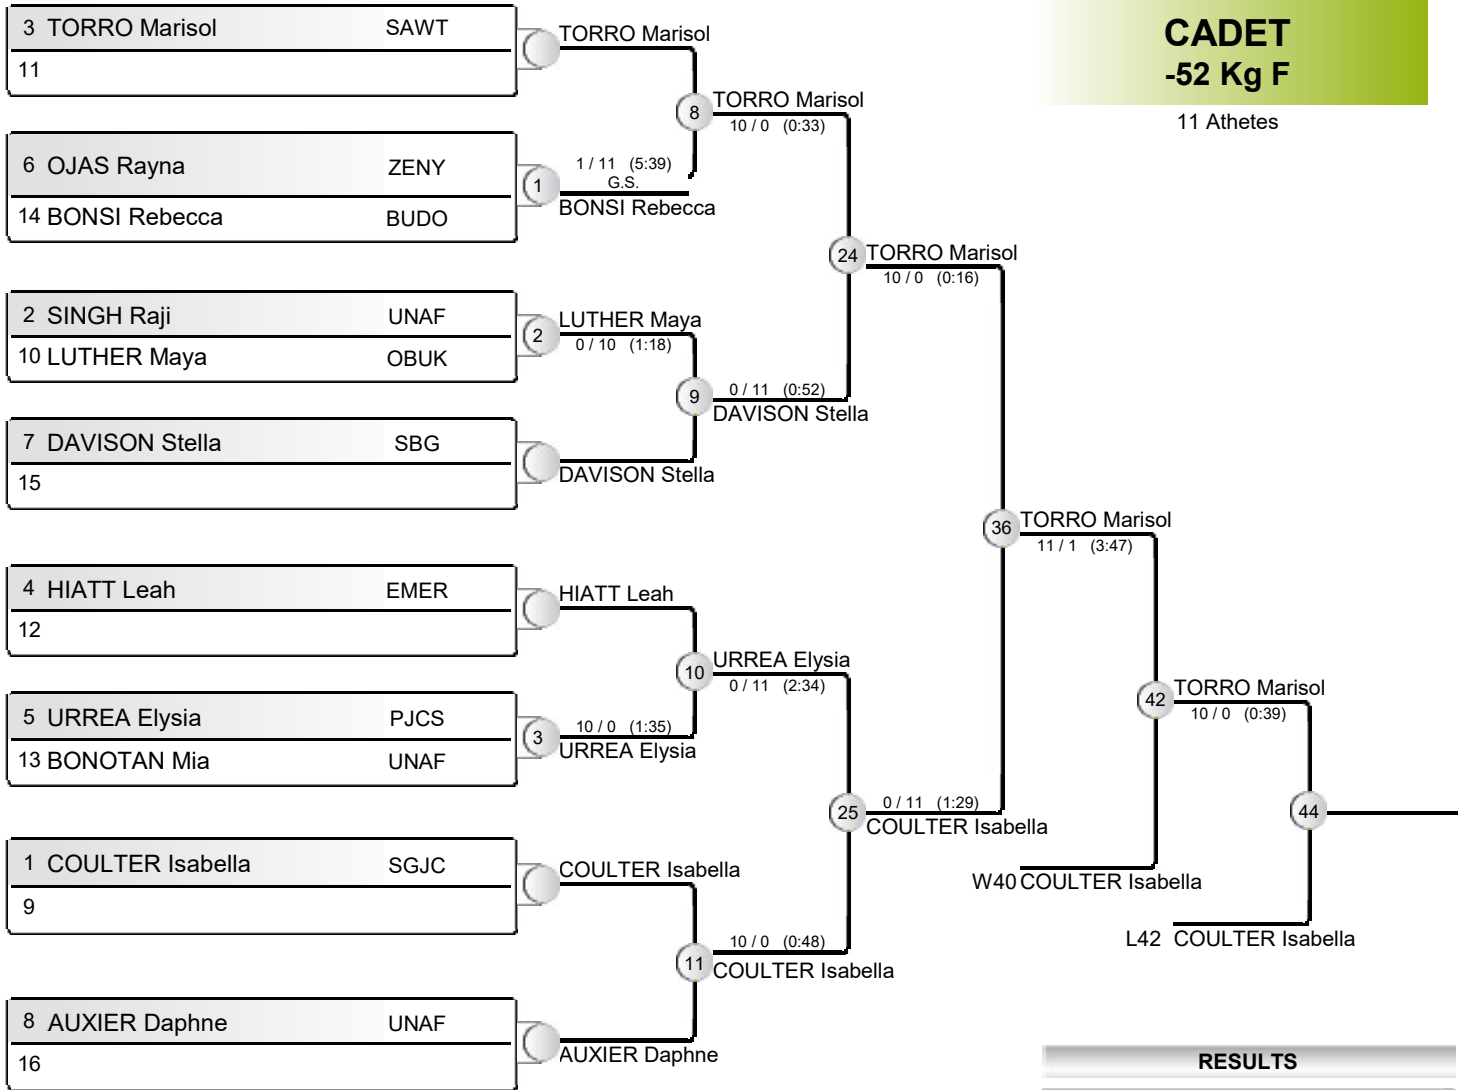 CADET
-52 Kg F
11 Athetes
3 TORRO Marisol SAWT
11
6 OJAS Rayna ZENY
14 BONSI Rebecca BUDO
2 SINGH Raji UNAF
10 LUTHER Maya OBUK
7 DAVISON Stella SBG
15
4 HIATT Leah EMER
12
5 URREA Elysia PJCS
13 BONOTAN Mia UNAF
1 COULTER Isabella SGJC
9
8 AUXIER Daphne UNAF
16
TORRO Marisol
1
1 / 11 (5:39)
G.S.
BONSI Rebecca
2
LUTHER Maya
0 / 10 (1:18)
DAVISON Stella
HIATT Leah
3
10 / 0 (1:35)
URREA Elysia
COULTER Isabella
AUXIER Daphne
8
TORRO Marisol
10 / 0 (0:33)
9
0 / 11 (0:52)
DAVISON Stella
10
URREA Elysia
0 / 11 (2:34)
11
10 / 0 (0:48)
COULTER Isabella
24
TORRO Marisol
10 / 0 (0:16)
25
0 / 11 (1:29)
COULTER Isabella
36
TORRO Marisol
11 / 1 (3:47)
W40 COULTER Isabella
42
TORRO Marisol
10 / 0 (0:39)
L42 COULTER Isabella
44
RESULTS